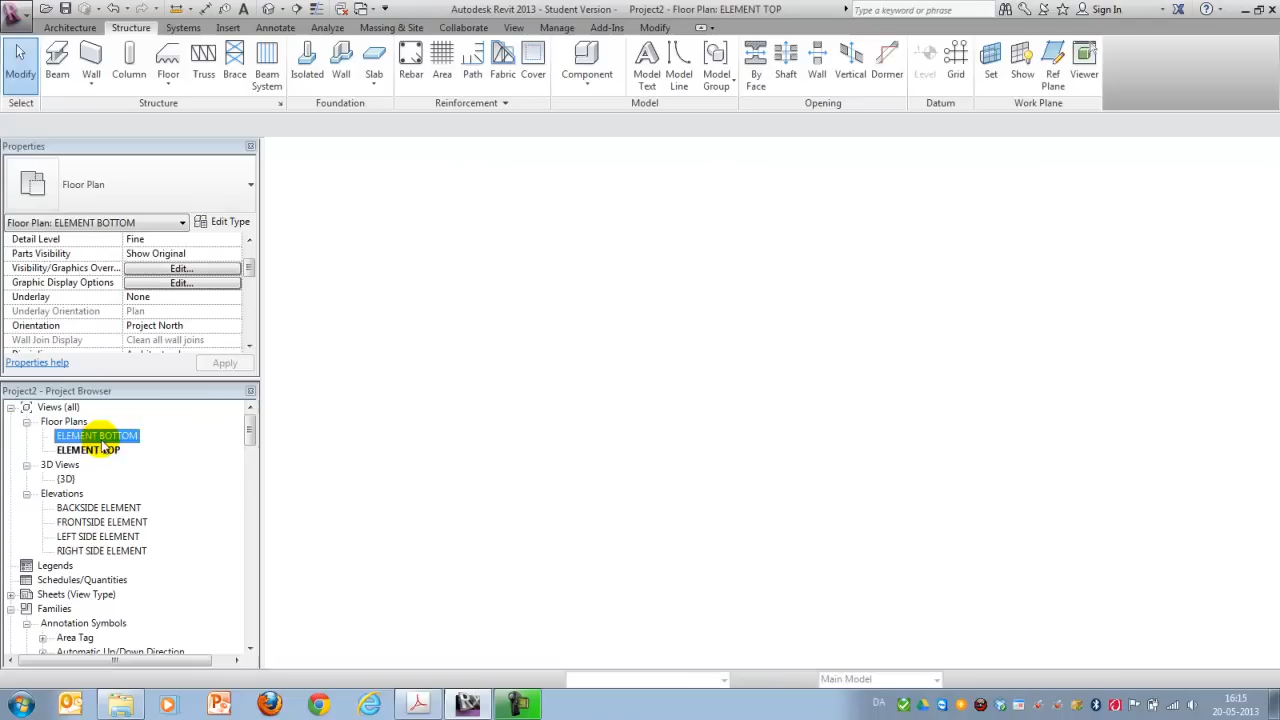 Autodesk Revit 2013 - Student Version - Project2 - Floor Plan: ELEMENT TOP
Type a keyword or phrase
Sign In
Architecture Structure Systems Insert Annotate Analyze Massing & Site Collaborate View Manage Add-Ins Modify
Modify Beam Wall Column Floor Truss Brace Beam System Isolated Wall Slab Rebar Area Path Fabric Cover Component Model Text Model Line Model Group By Face Shaft Wall Vertical Dormer Level Grid Set Show Ref Plane Viewer
Select Structure Foundation Reinforcement Model Opening Datum Work Plane
Properties
Floor Plan
Floor Plan: ELEMENT BOTTOM Edit Type
Detail Level Fine
Parts Visibility Show Original
Visibility/Graphics Overr... Edit...
Graphic Display Options Edit...
Underlay None
Underlay Orientation Plan
Orientation Project North
Wall Join Display Clean all wall joins
Properties help Apply
Project2 - Project Browser
Views (all)
Floor Plans
ELEMENT BOTTOM
ELEMENT TOP
3D Views
{3D}
Elevations
BACKSIDE ELEMENT
FRONTSIDE ELEMENT
LEFT SIDE ELEMENT
RIGHT SIDE ELEMENT
Legends
Schedules/Quantities
Sheets (View Type)
Families
Annotation Symbols
Area Tag
Automatic Up/Down Direction
Main Model
DA
16:15
20-05-2013